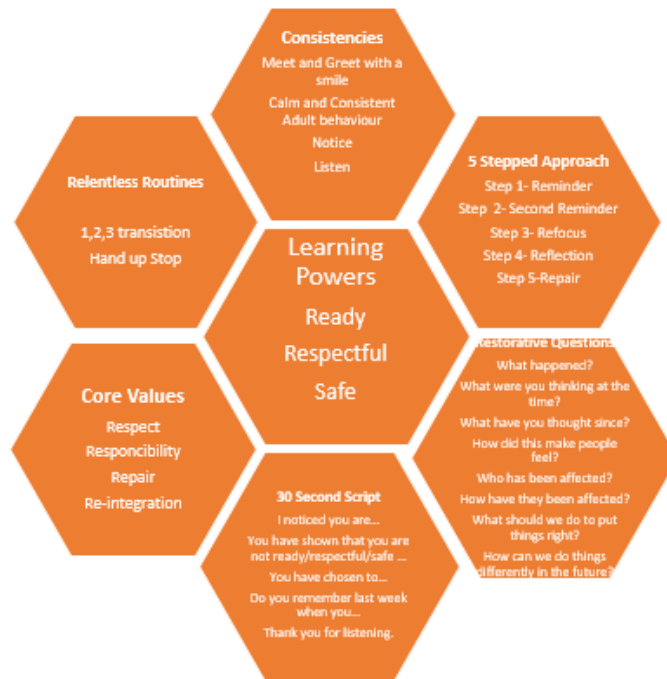 Consistencies
Meet and Greet with a
smile
Calm and Consistent
Adult behaviour
Notice
Listen
Relentless Routines
1,2,3 transistion
Hand up Stop
5 Stepped Approach
Step 1- Reminder
Step 2- Second Reminder
Step 3- Refocus
Step 4- Reflection
Step 5-Repair
Learning
Powers
Ready
Respectful
Safe
Core Values
Respect
Responcibility
Repair
Re-integration
Restorative Questions
What happened?
What were you thinking at the
time?
What have you thought since?
How did this make people
feel?
Who has been affected?
How have they been affected?
What should we do to put
things right?
How can we do things
differently in the future?
30 Second Script
I noticed you are...
You have shown that you are
not ready/respectful/safe ...
You have chosen to...
Do you remember last week
when you...
Thank you for listening.